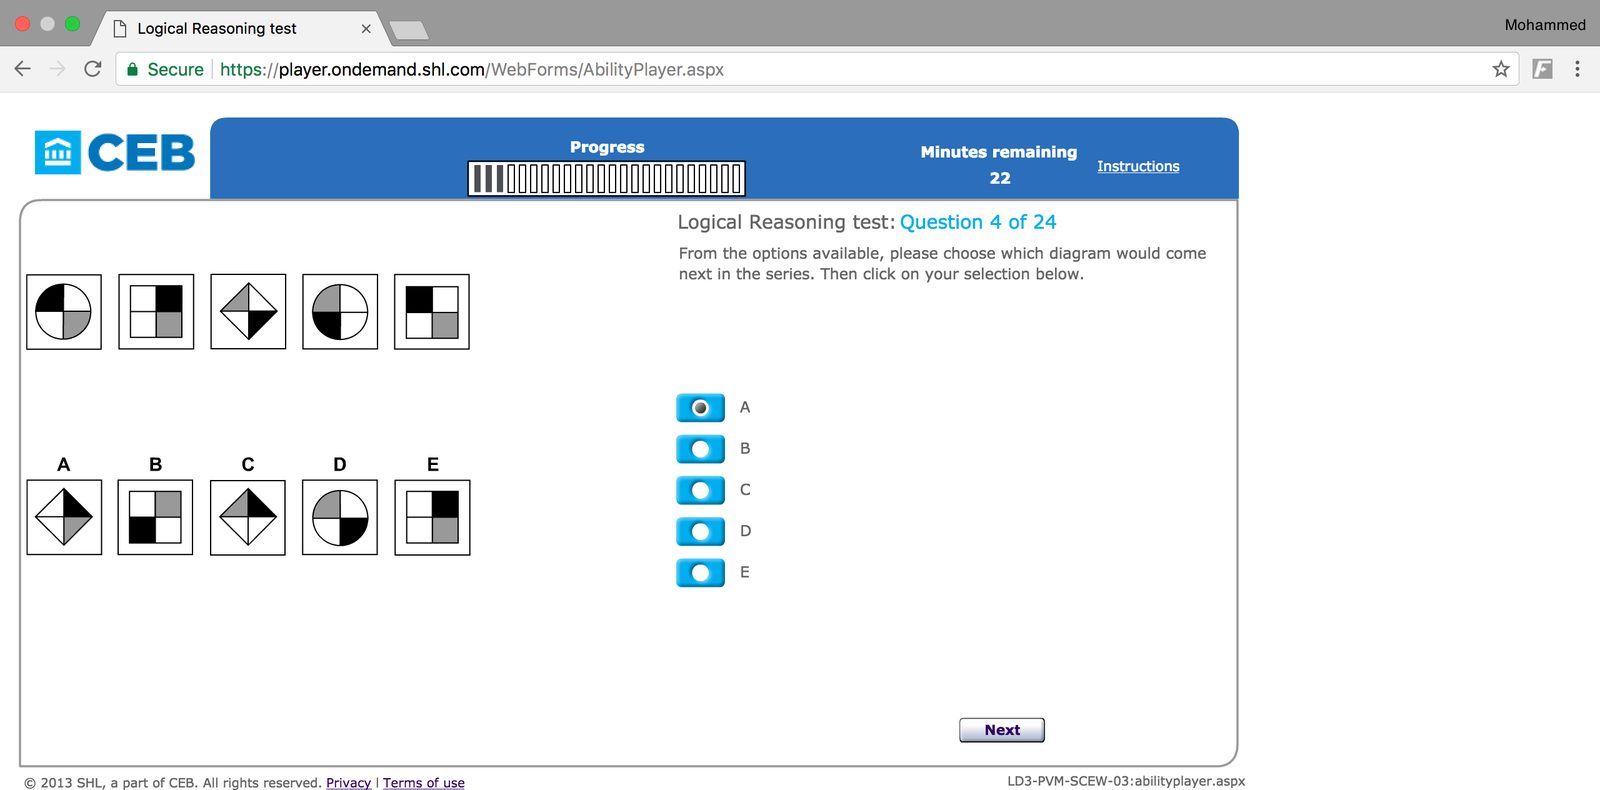 Logical Reasoning test
Mohammed
Secure
https://player.ondemand.shl.com/WebForms/AbilityPlayer.aspx
CEB
Progress
Minutes remaining
22
Instructions
Logical Reasoning test: Question 4 of 24
From the options available, please choose which diagram would come
next in the series. Then click on your selection below.
A B C D E
A
B
C
D
E
Next
© 2013 SHL, a part of CEB. All rights reserved. Privacy | Terms of use
LD3-PVM-SCEW-03:abilityplayer.aspx